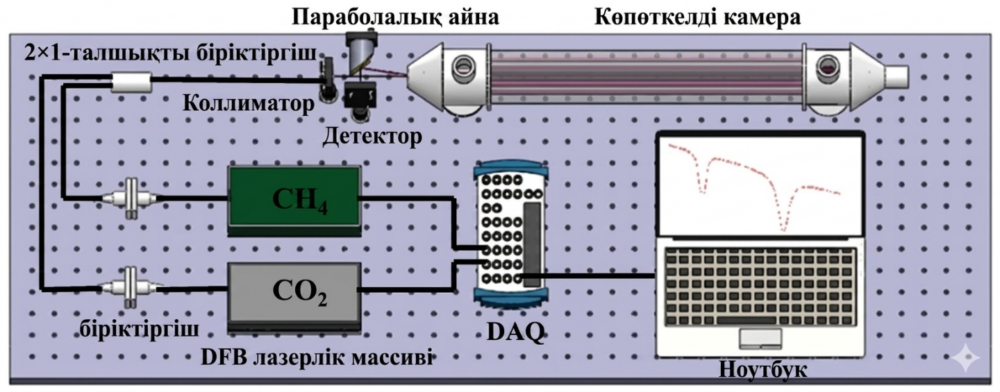 Параболалық айна
Көпөткелді камера
2×1-талшықты біріктіргіш
Коллиматор
Детектор
CH₄
CO₂
біріктіргіш
DAQ
DFB лазерлік массиві
Ноутбук